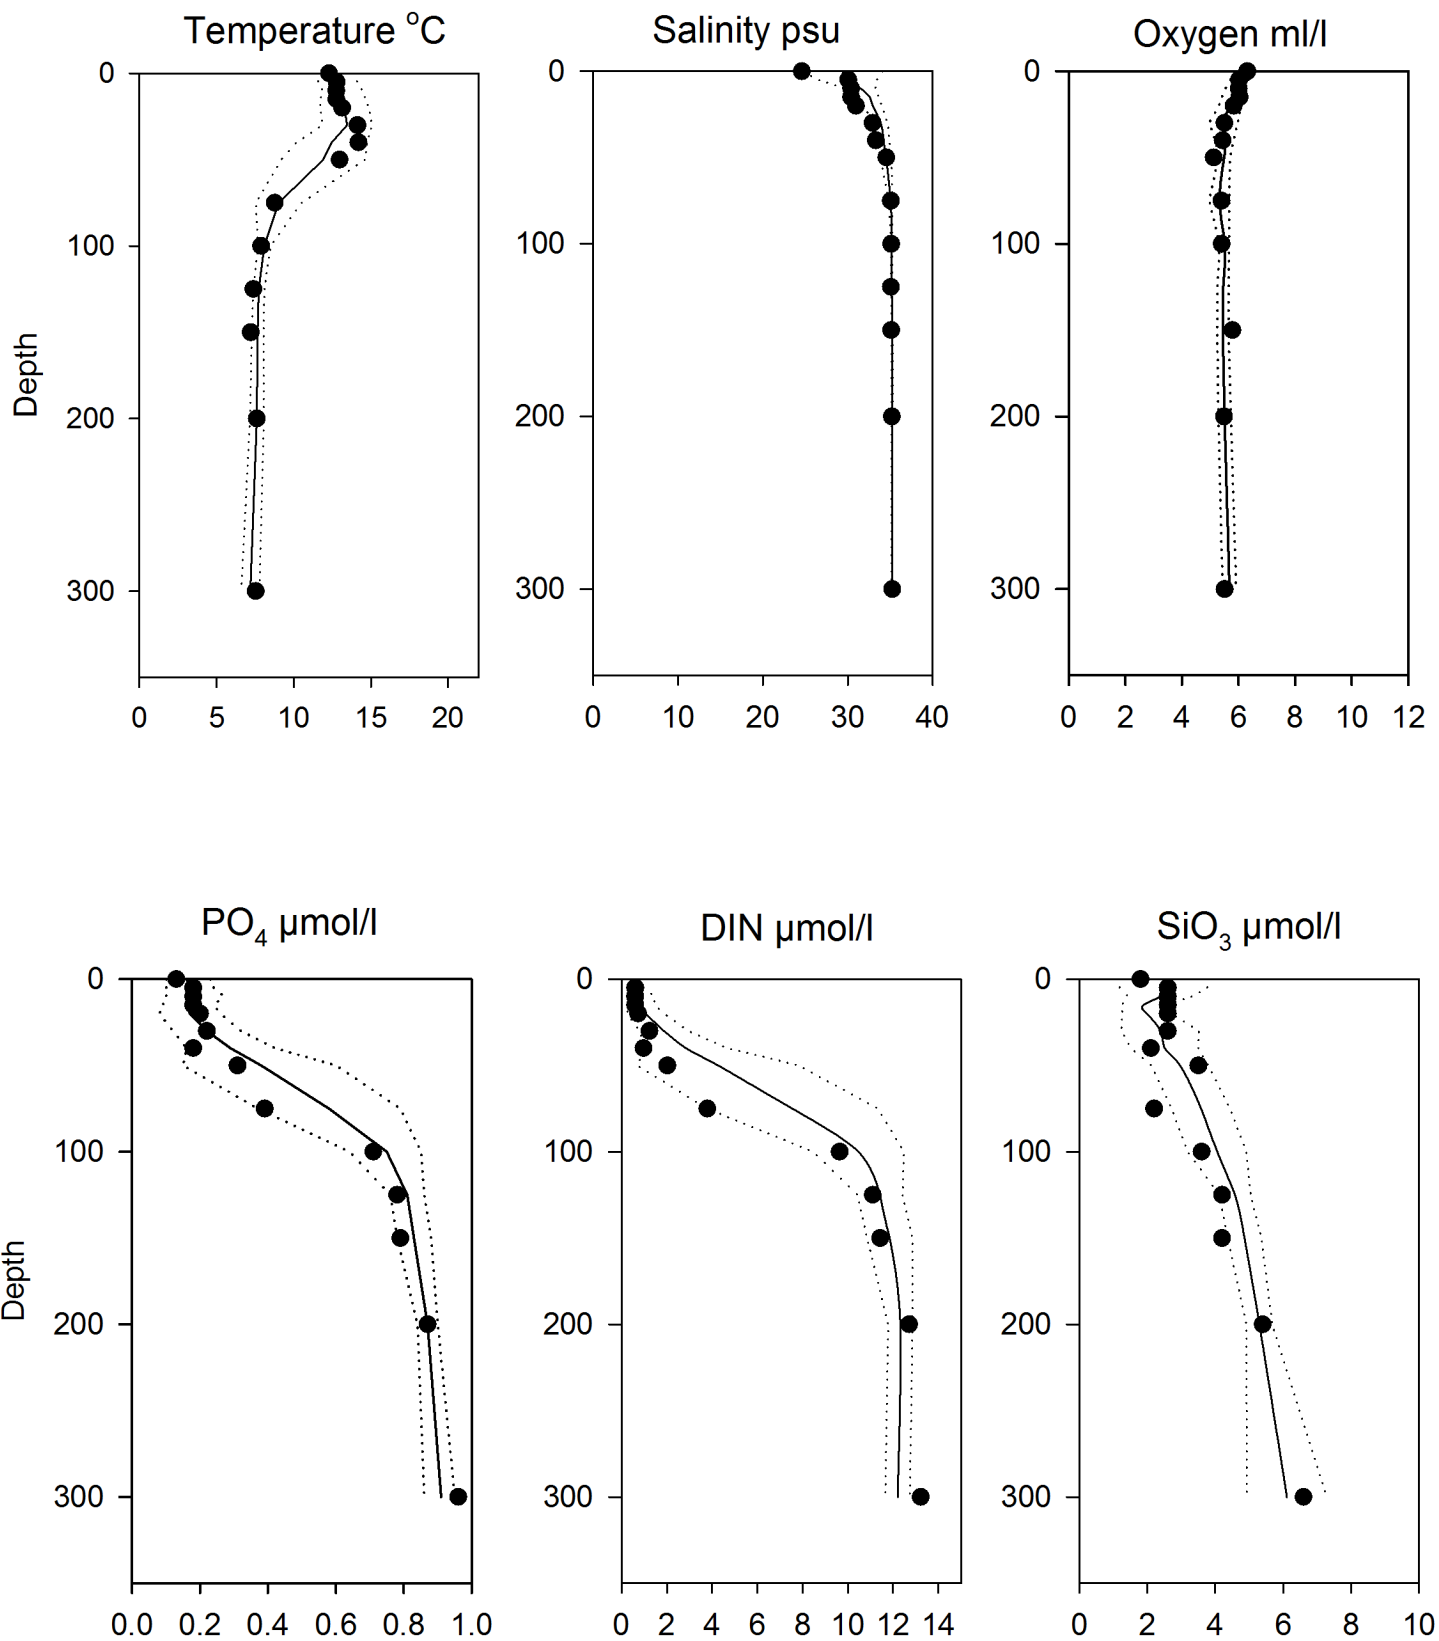 Temperature °C
Salinity psu
Oxygen ml/l
0
100
200
300
Depth
0 5 10 15 20
0
100
200
300
0 10 20 30 40
0
100
200
300
0 2 4 6 8 10 12
PO4 µmol/l
DIN µmol/l
SiO3 µmol/l
0
100
200
300
Depth
0.0 0.2 0.4 0.6 0.8 1.0
0
100
200
300
0 2 4 6 8 10 12 14
0
100
200
300
0 2 4 6 8 10